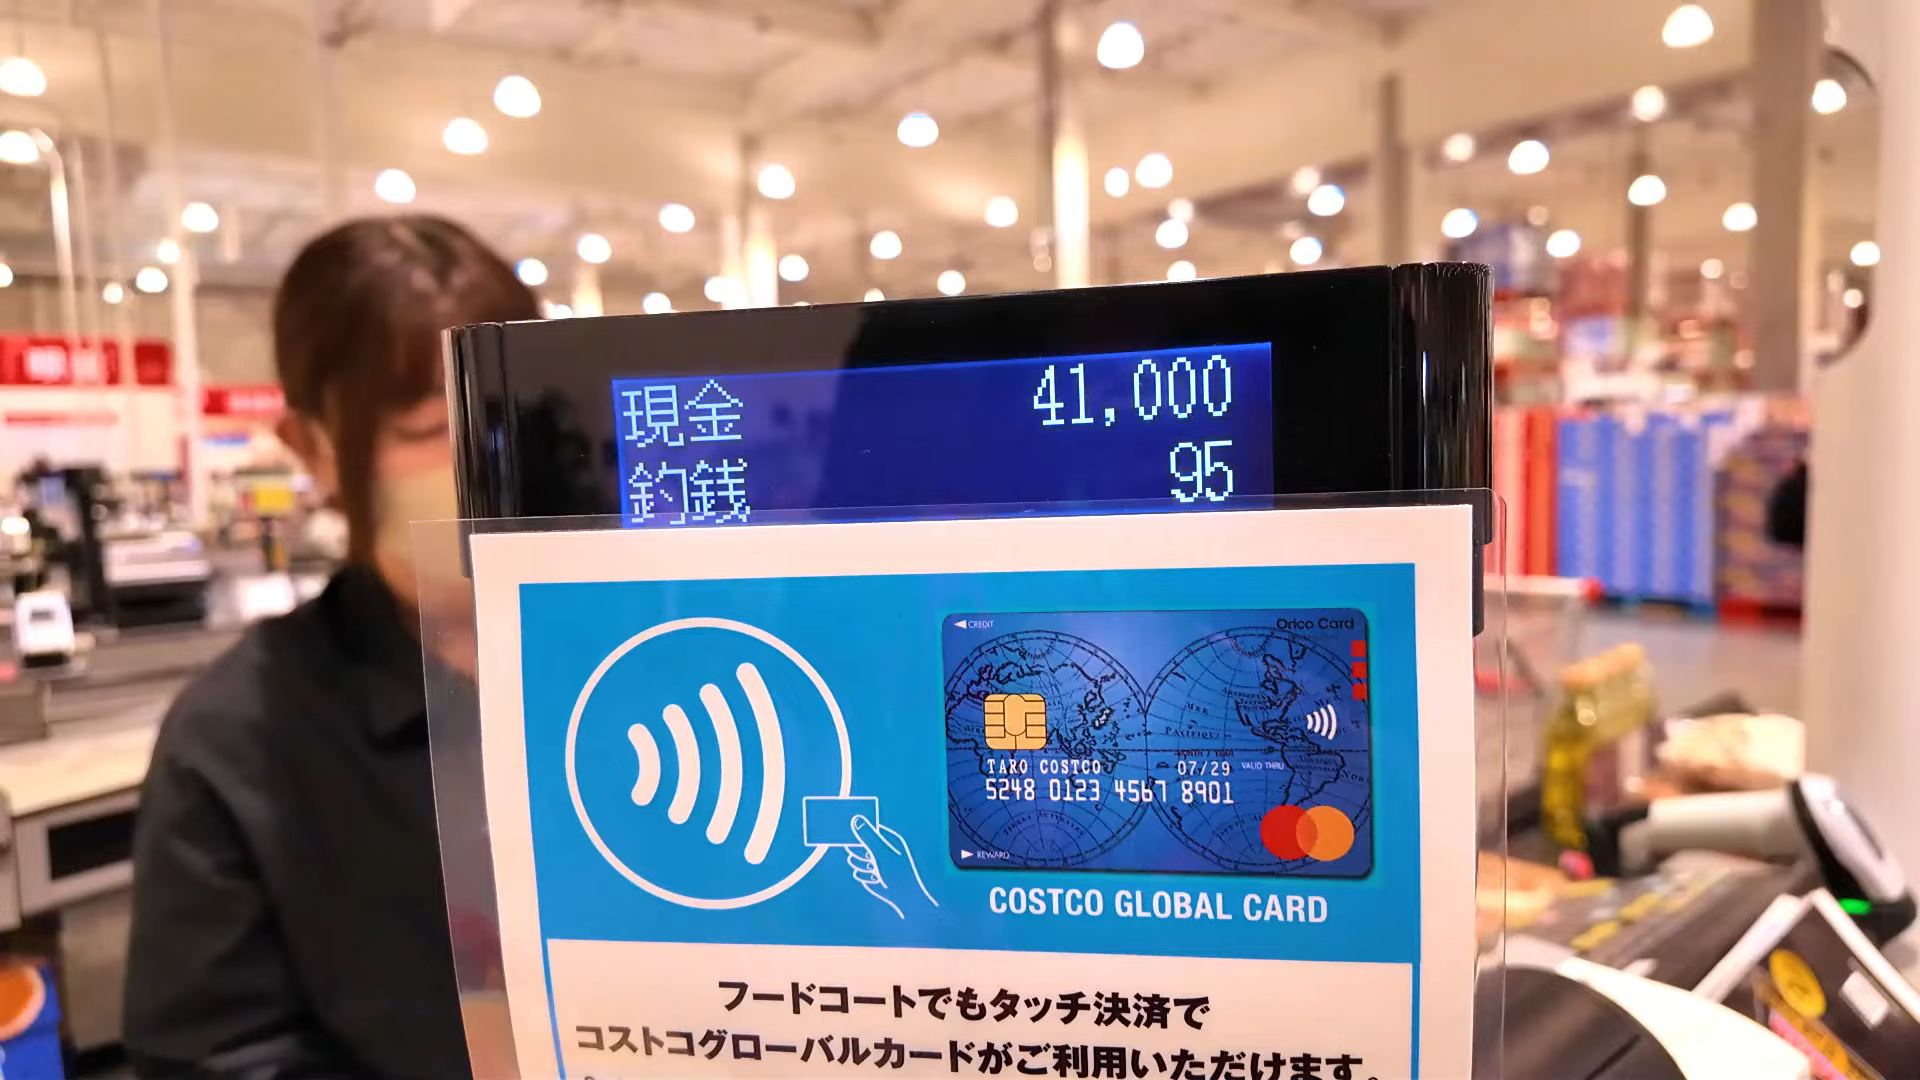 現金 41,000
釣銭 95
CREDIT
Orico Card
TARO COSTCO 07/29 VALID THRU
5248 0123 4567 8901
REWARD
COSTCO GLOBAL CARD
フードコートでもタッチ決済で
コストコグローバルカードがご利用いただけます。